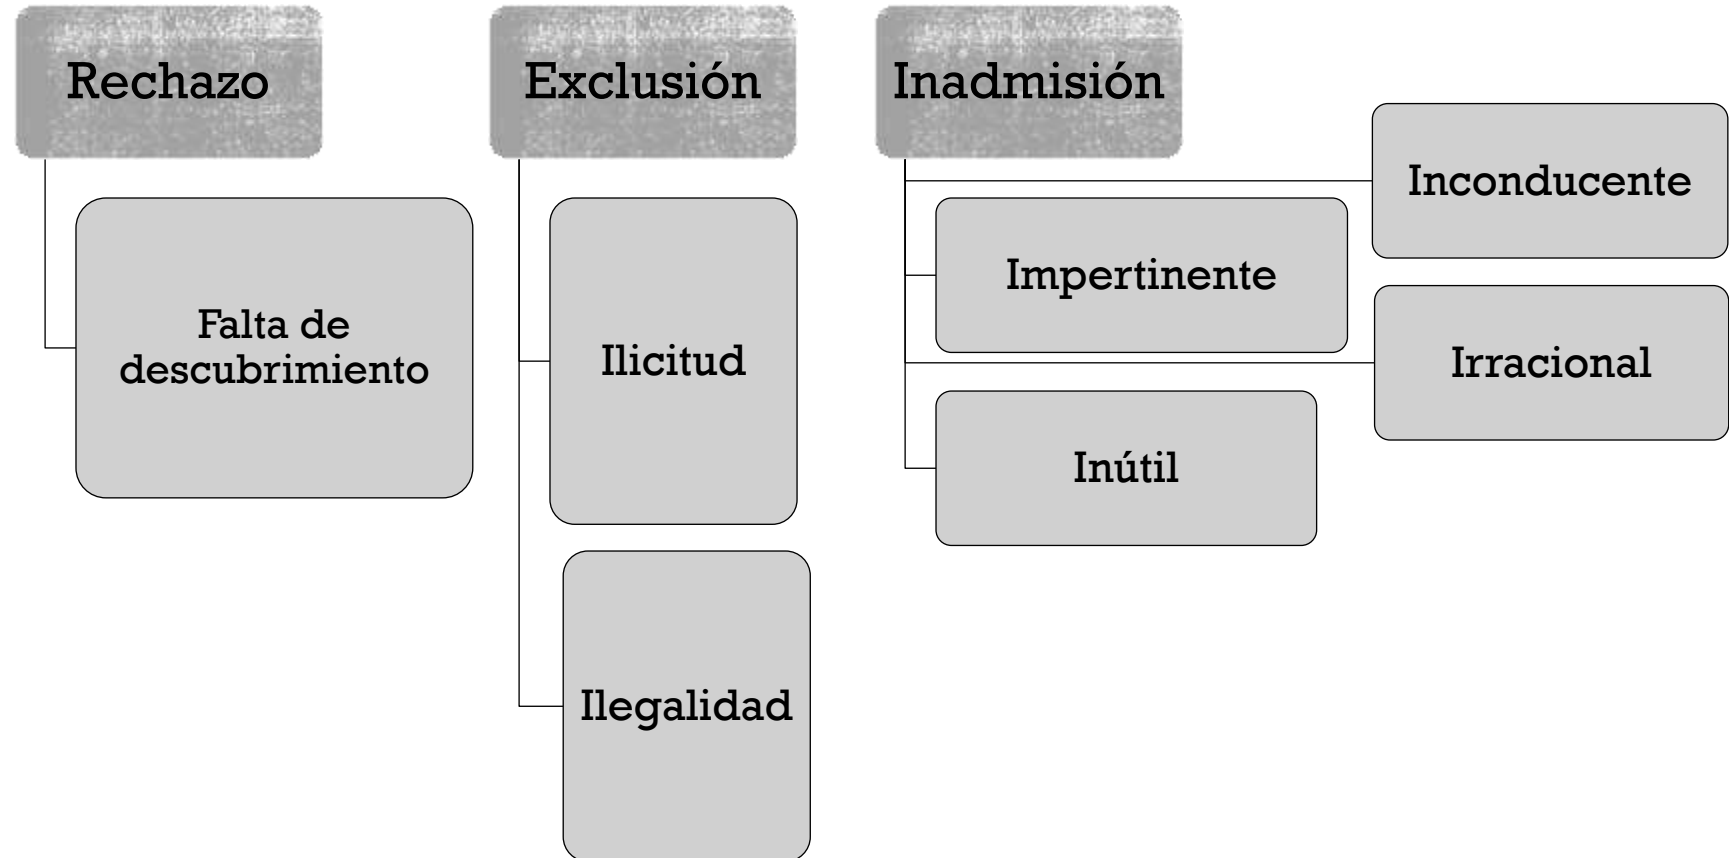 Rechazo
Falta de
descubrimiento
Exclusión
Ilicitud
Ilegalidad
Inadmisión
Inconducente
Impertinente
Irracional
Inútil